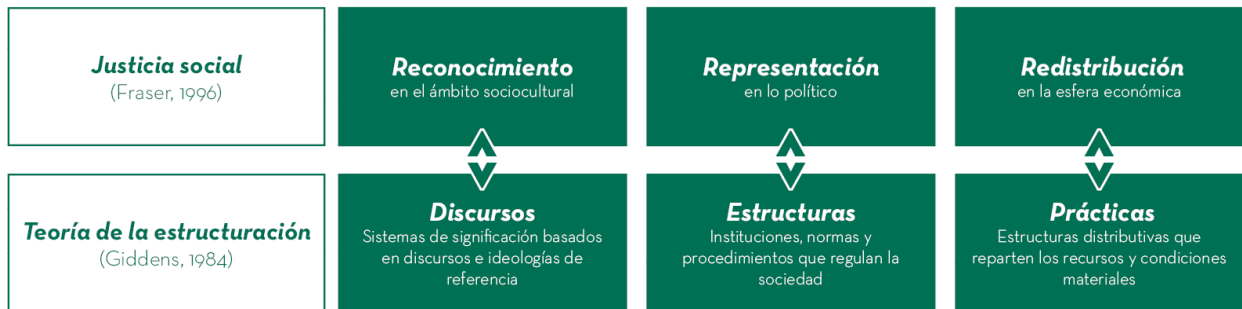 Justicia social
(Fraser, 1996)
Reconocimiento
en el ámbito sociocultural
Representación
en lo político
Redistribución
en la esfera económica
Teoría de la estructuración
(Giddens, 1984)
Discursos
Sistemas de significación basados
en discursos e ideologías de
referencia
Estructuras
Instituciones, normas y
procedimientos que regulan la
sociedad
Prácticas
Estructuras distributivas que
reparten los recursos y condiciones
materiales